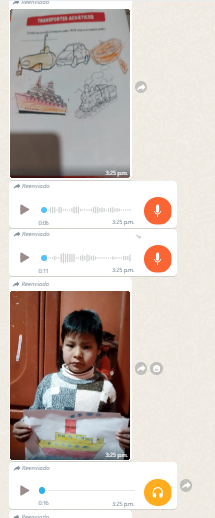 Reenviado
TRANSPORTES ACUÁTICOS
3:25 p.m.
Reenviado
0:06
3:25 p.m.
Reenviado
0:11
3:25 p.m.
Reenviado
3:25 p.m.
Reenviado
0:16
3:25 p.m.
Reenviado